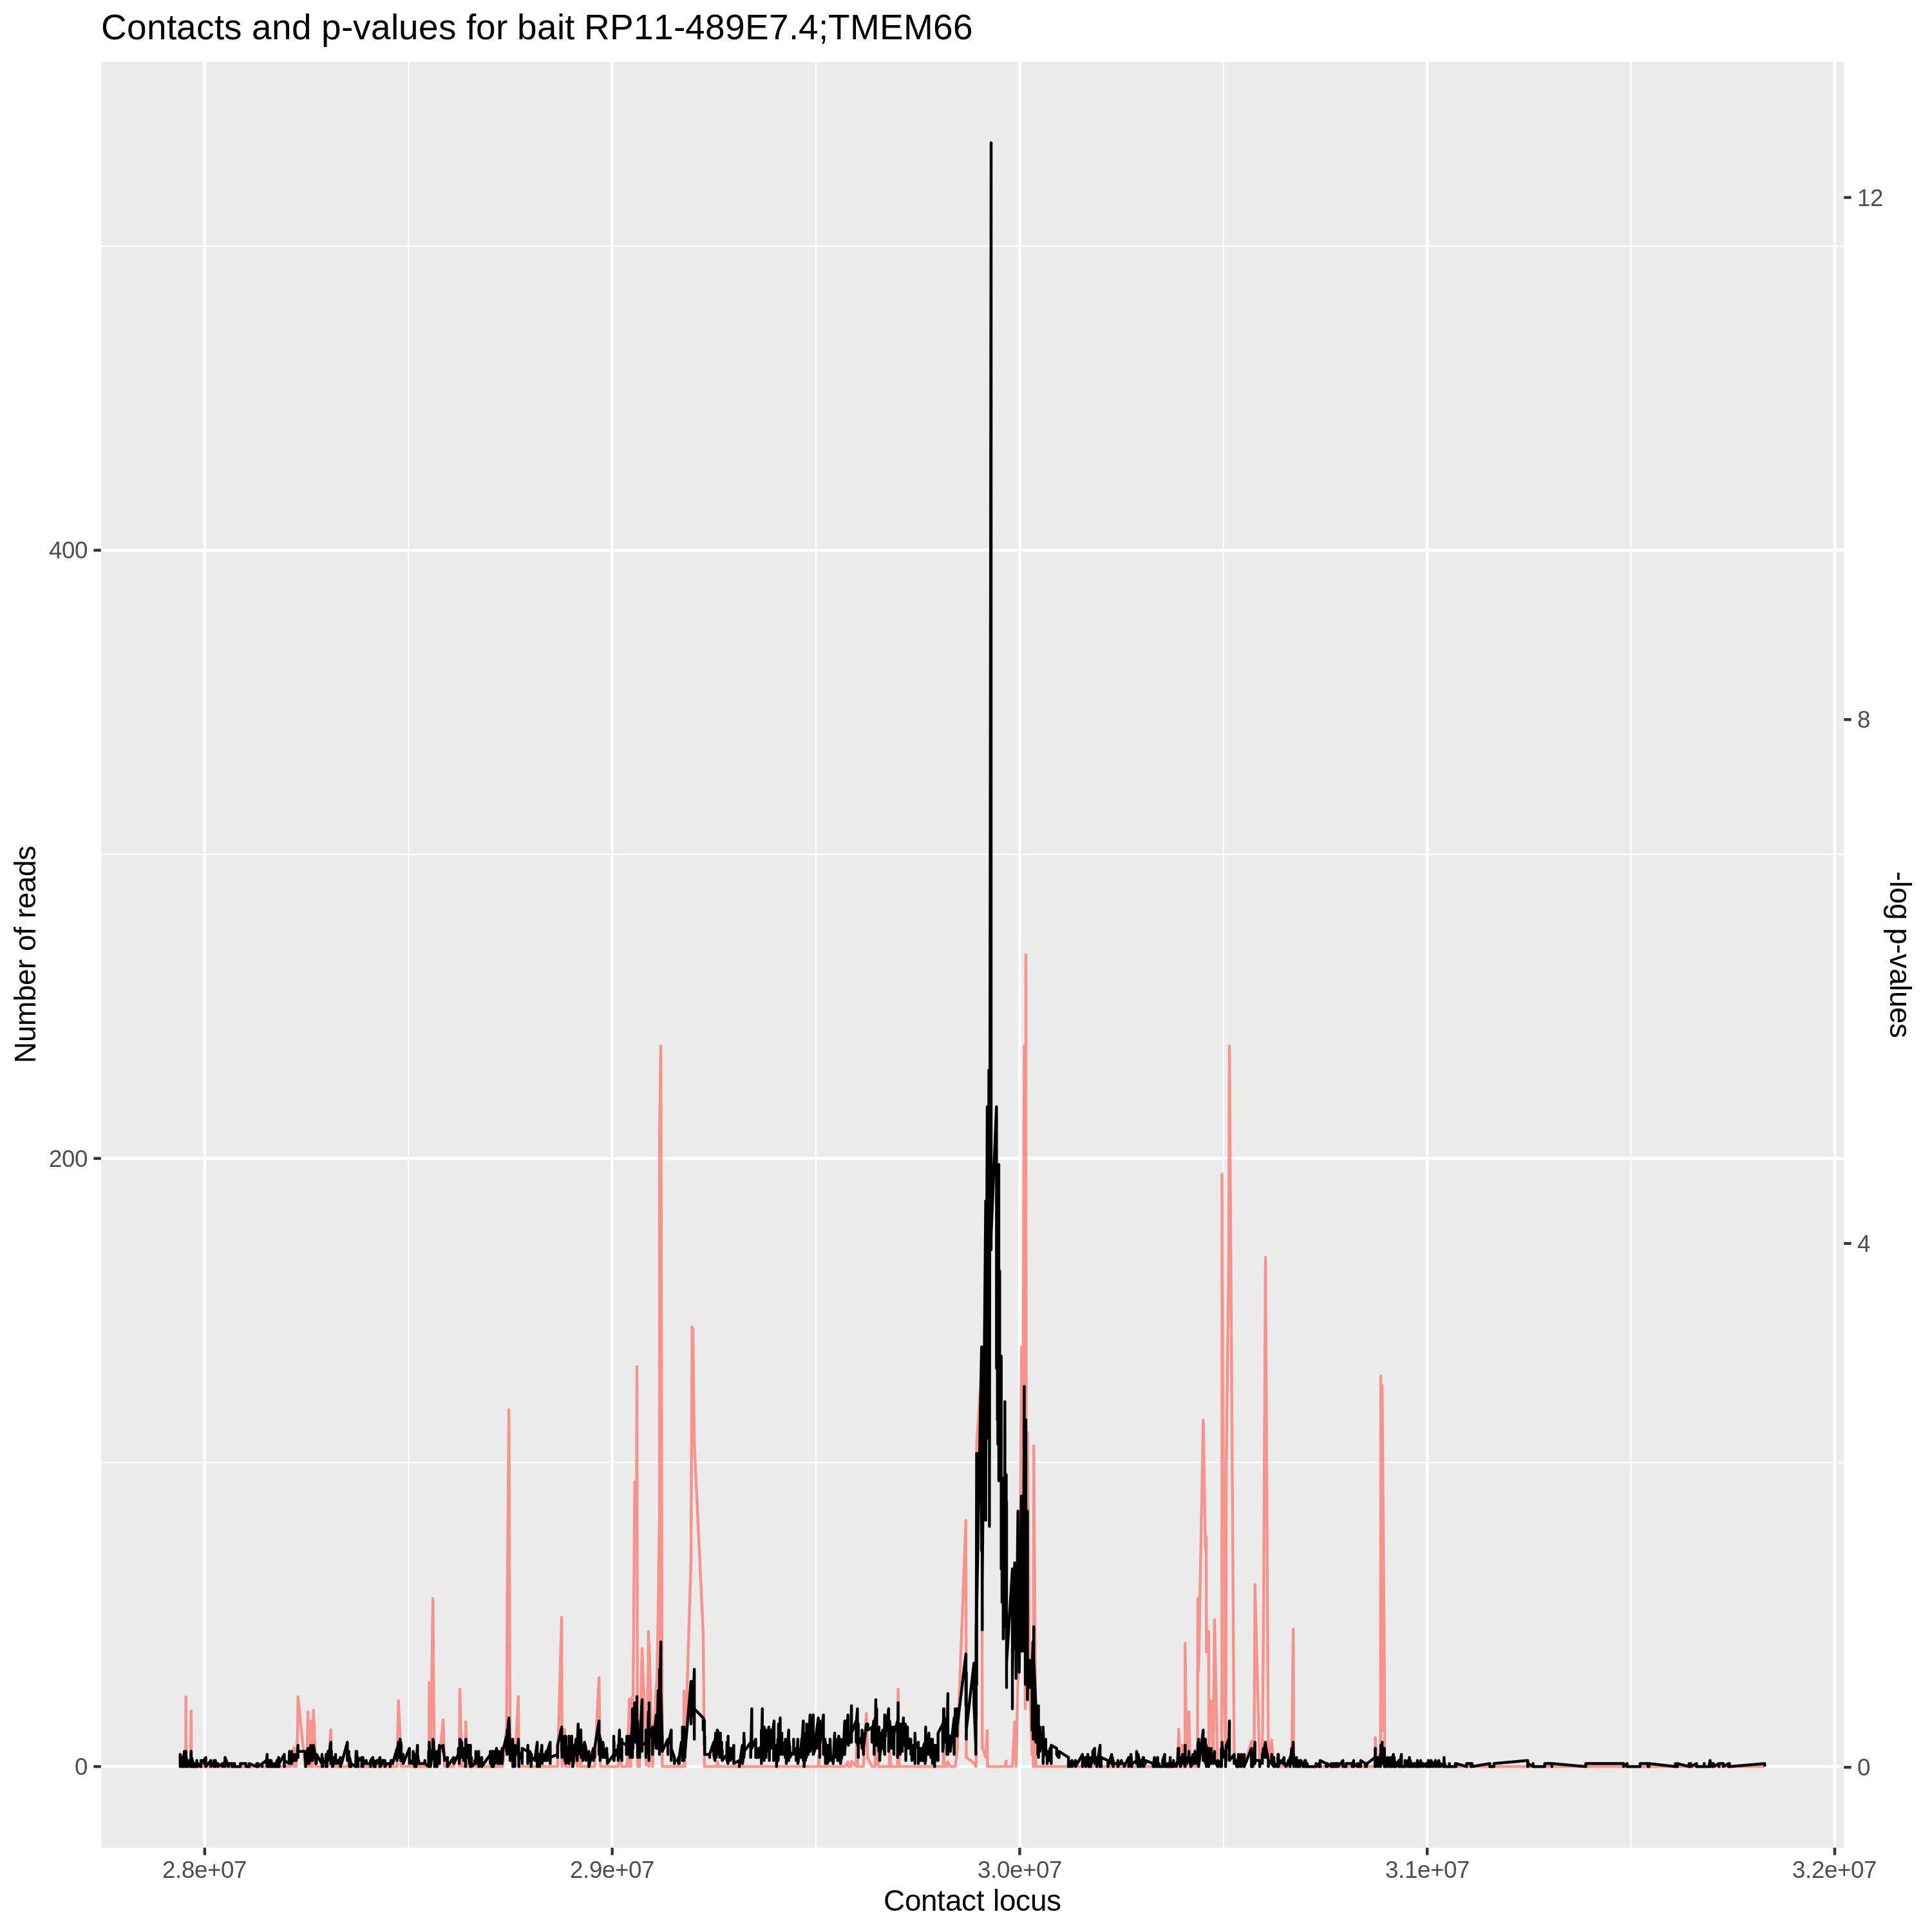 Contacts and p-values for bait RP11-489E7.4;TMEM66
12
400
8
Number of reads
-log p-values
4
200
0
0
2.8e+07
2.9e+07
3.0e+07
3.1e+07
3.2e+07
Contact locus